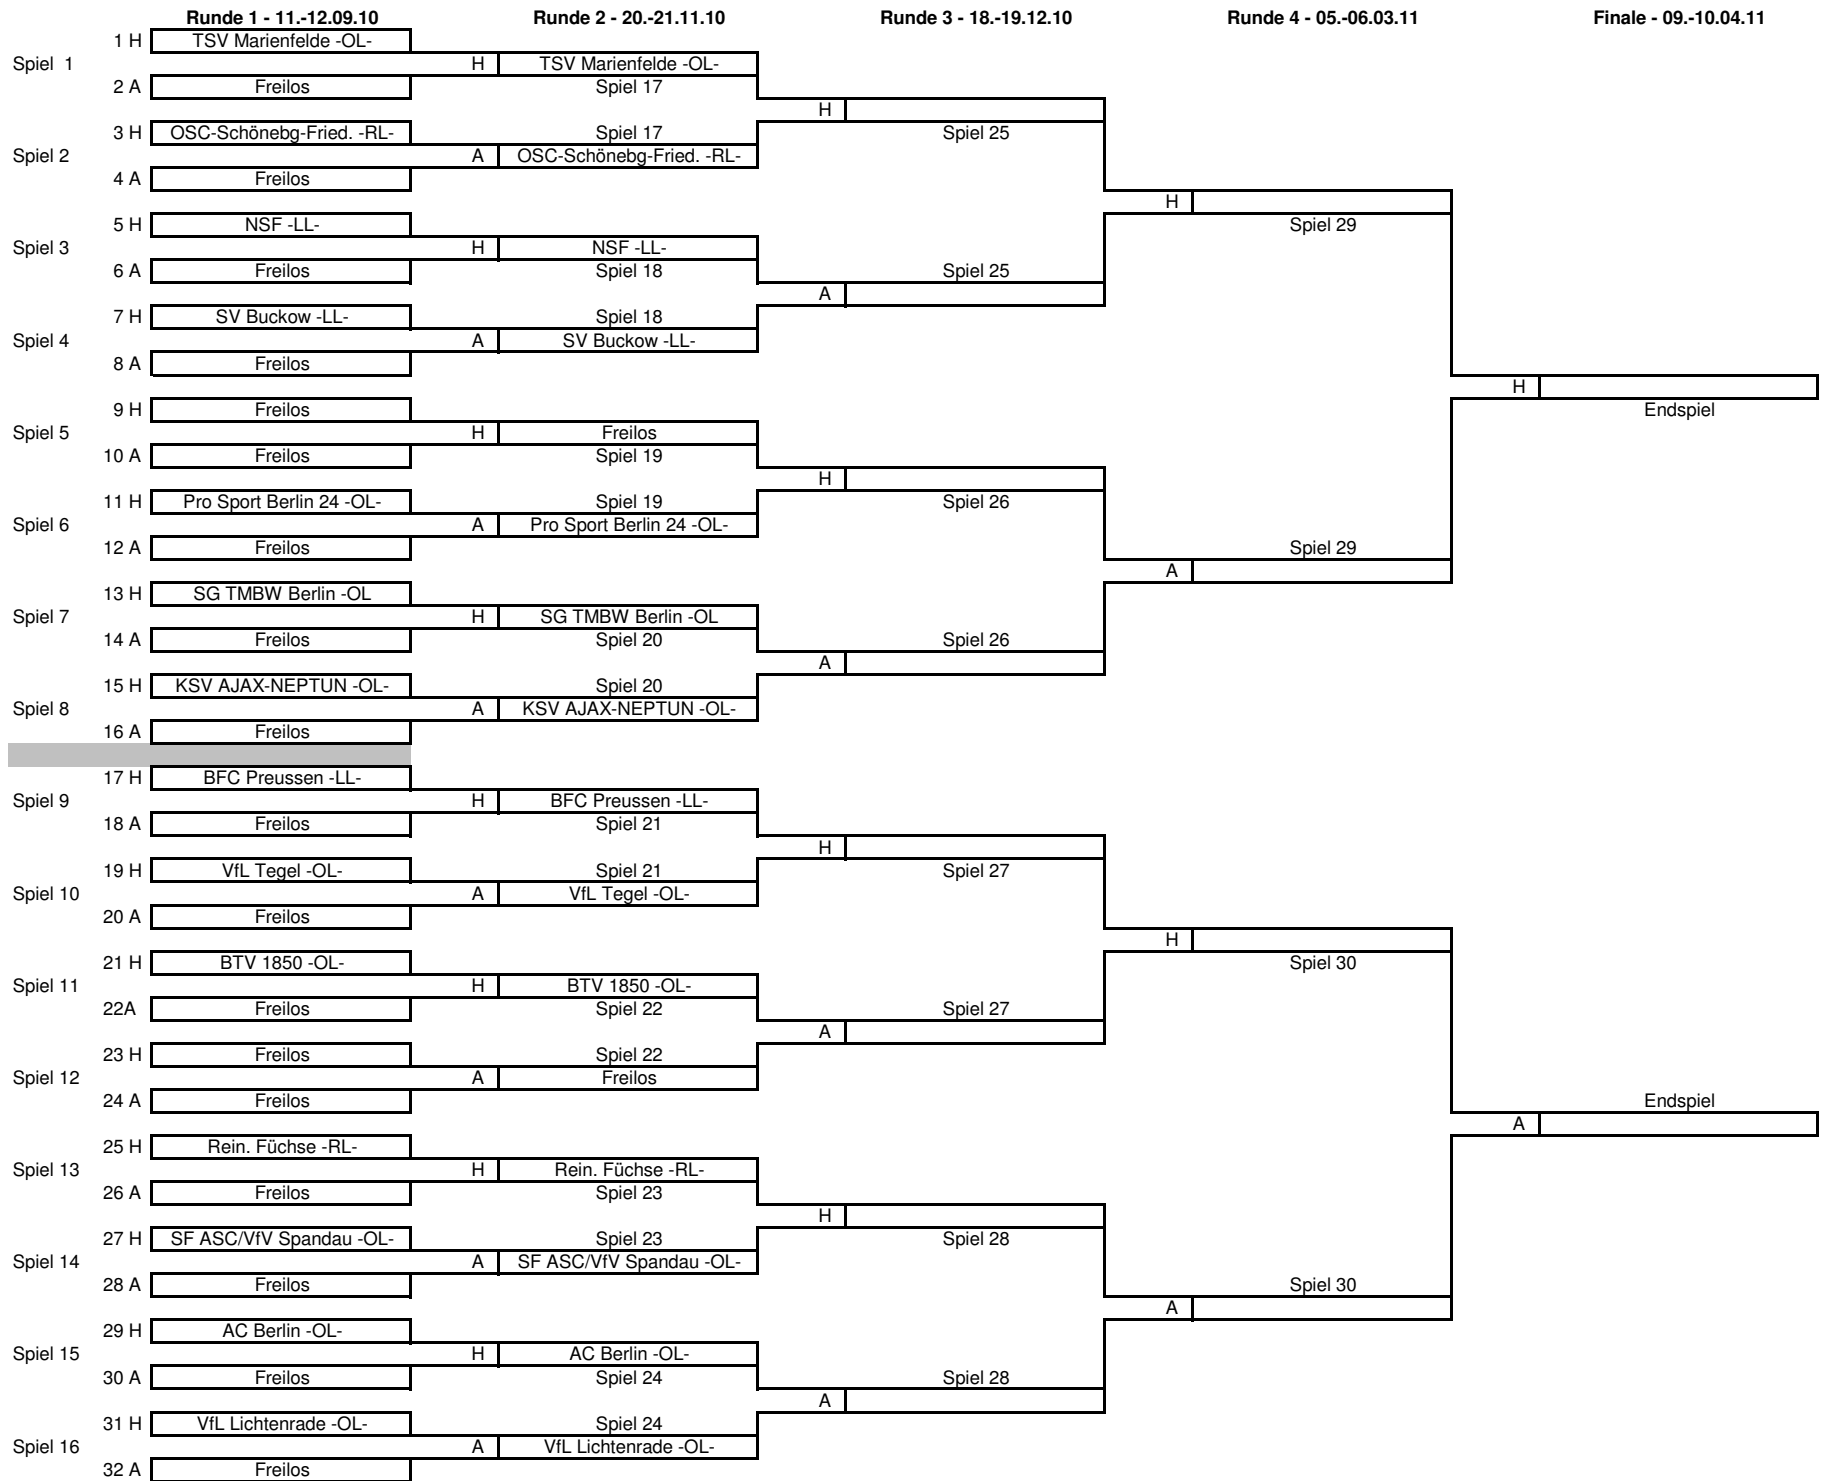 Runde 1 - 11.-12.09.10 Runde 2 - 20.-21.11.10 Runde 3 - 18.-19.12.10 Runde 4 - 05.-06.03.11 Finale - 09.-10.04.11
1 H TSV Marienfelde -OL-
Spiel 1 H TSV Marienfelde -OL-
2 A Freilos Spiel 17
H
3 H OSC-Schönebg-Fried. -RL- Spiel 17 Spiel 25
Spiel 2 A OSC-Schönebg-Fried. -RL-
4 A Freilos
H
5 H NSF -LL- Spiel 29
Spiel 3 H NSF -LL-
6 A Freilos Spiel 18 Spiel 25
A
7 H SV Buckow -LL- Spiel 18
Spiel 4 A SV Buckow -LL-
8 A Freilos
H
9 H Freilos Endspiel
Spiel 5 H Freilos
10 A Freilos Spiel 19
H
11 H Pro Sport Berlin 24 -OL- Spiel 19 Spiel 26
Spiel 6 A Pro Sport Berlin 24 -OL-
12 A Freilos Spiel 29
A
13 H SG TMBW Berlin -OL
Spiel 7 H SG TMBW Berlin -OL
14 A Freilos Spiel 20 Spiel 26
A
15 H KSV AJAX-NEPTUN -OL- Spiel 20
Spiel 8 A KSV AJAX-NEPTUN -OL-
16 A Freilos
17 H BFC Preussen -LL-
Spiel 9 H BFC Preussen -LL-
18 A Freilos Spiel 21
H
19 H VfL Tegel -OL- Spiel 21 Spiel 27
Spiel 10 A VfL Tegel -OL-
20 A Freilos
H
21 H BTV 1850 -OL- Spiel 30
Spiel 11 H BTV 1850 -OL-
22A Freilos Spiel 22 Spiel 27
A
23 H Freilos Spiel 22
Spiel 12 A Freilos
24 A Freilos Endspiel
A
25 H Rein. Füchse -RL-
Spiel 13 H Rein. Füchse -RL-
26 A Freilos Spiel 23
H
27 H SF ASC/VfV Spandau -OL- Spiel 23 Spiel 28
Spiel 14 A SF ASC/VfV Spandau -OL-
28 A Freilos Spiel 30
A
29 H AC Berlin -OL-
Spiel 15 H AC Berlin -OL-
30 A Freilos Spiel 24 Spiel 28
A
31 H VfL Lichtenrade -OL- Spiel 24
Spiel 16 A VfL Lichtenrade -OL-
32 A Freilos